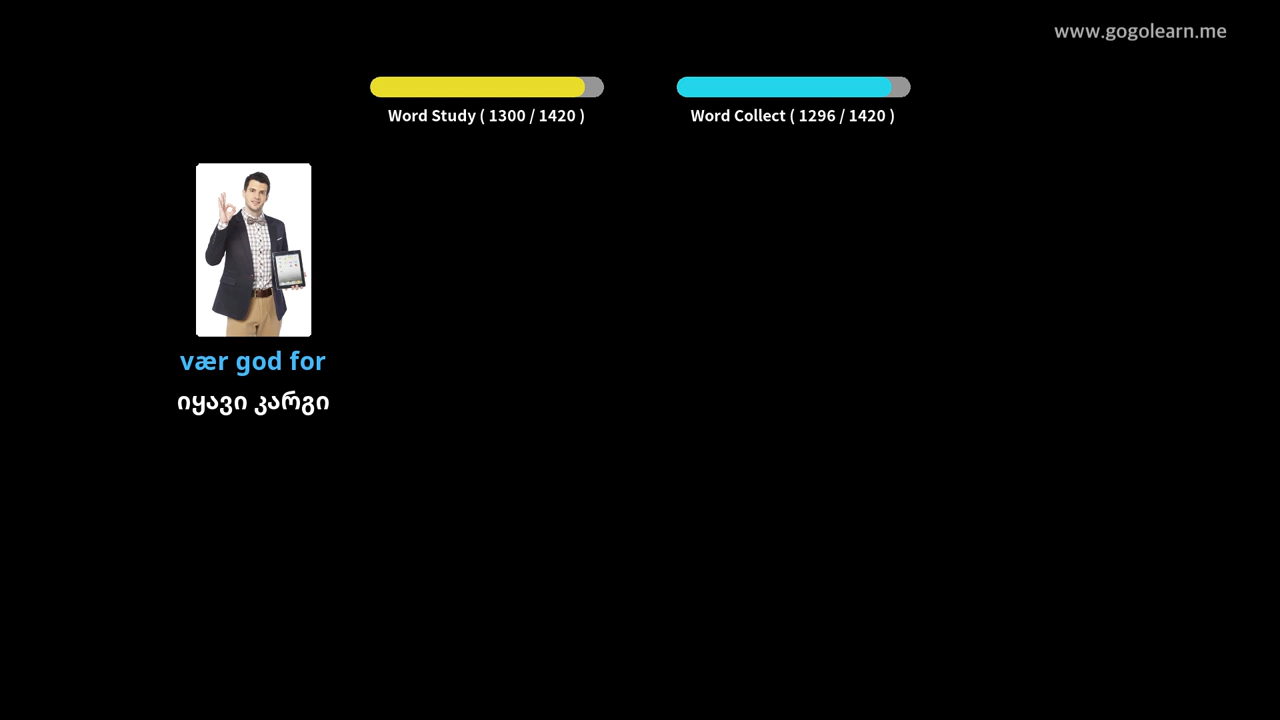 www.gogolearn.me
Word Study ( 1300 / 1420 )
Word Collect ( 1296 / 1420 )
vær god for
იყავი კარგი